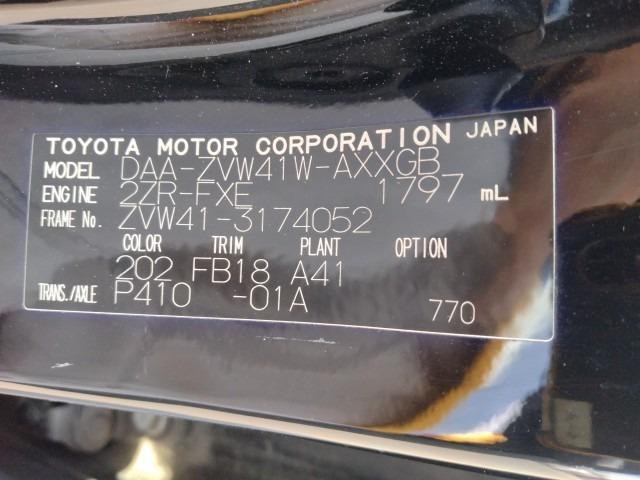 TOYOTA MOTOR CORPORATION JAPAN
MODEL DAA-ZVW41W-AXXGB
ENGINE 2ZR-FXE 1797 mL
FRAME No. ZVW41-3174052
COLOR TRIM PLANT OPTION
202 FB18 A41
TRANS./AXLE P410 -01A 770